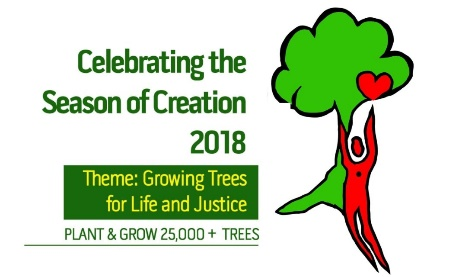 Celebrating the
Season of Creation
2018
Theme: Growing Trees
for Life and Justice
PLANT & GROW 25,000 + TREES